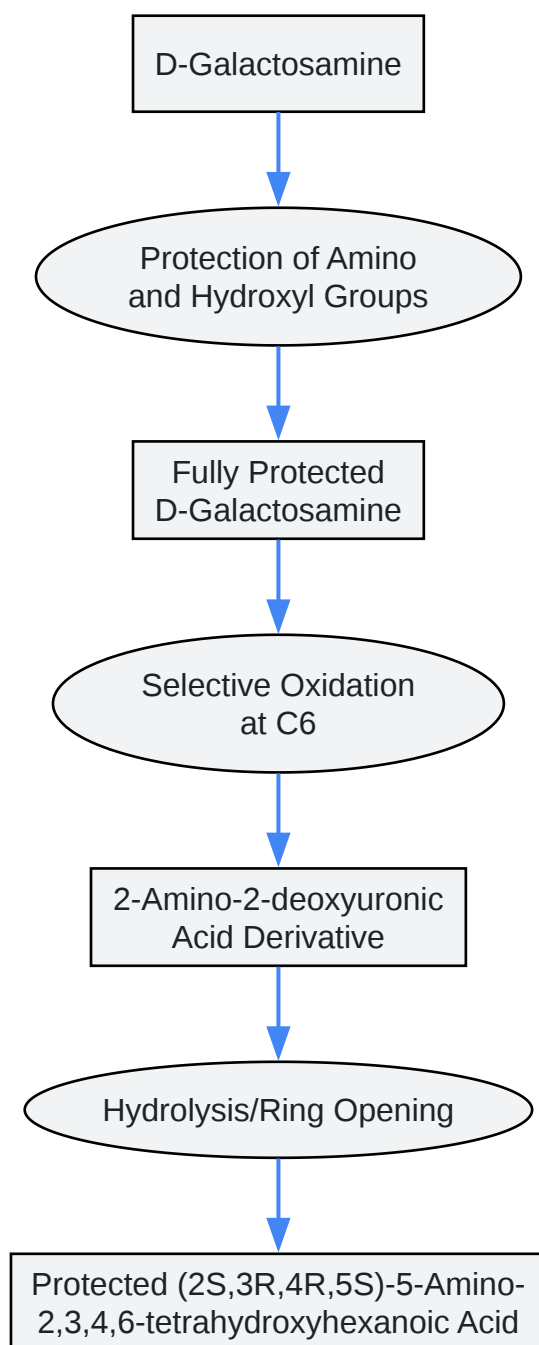 D-Galactosamine
Protection of Amino
and Hydroxyl Groups
Fully Protected
D-Galactosamine
Selective Oxidation
at C6
2-Amino-2-deoxyuronic
Acid Derivative
Hydrolysis/Ring Opening
Protected (2S,3R,4R,5S)-5-Amino-
2,3,4,6-tetrahydroxyhexanoic Acid